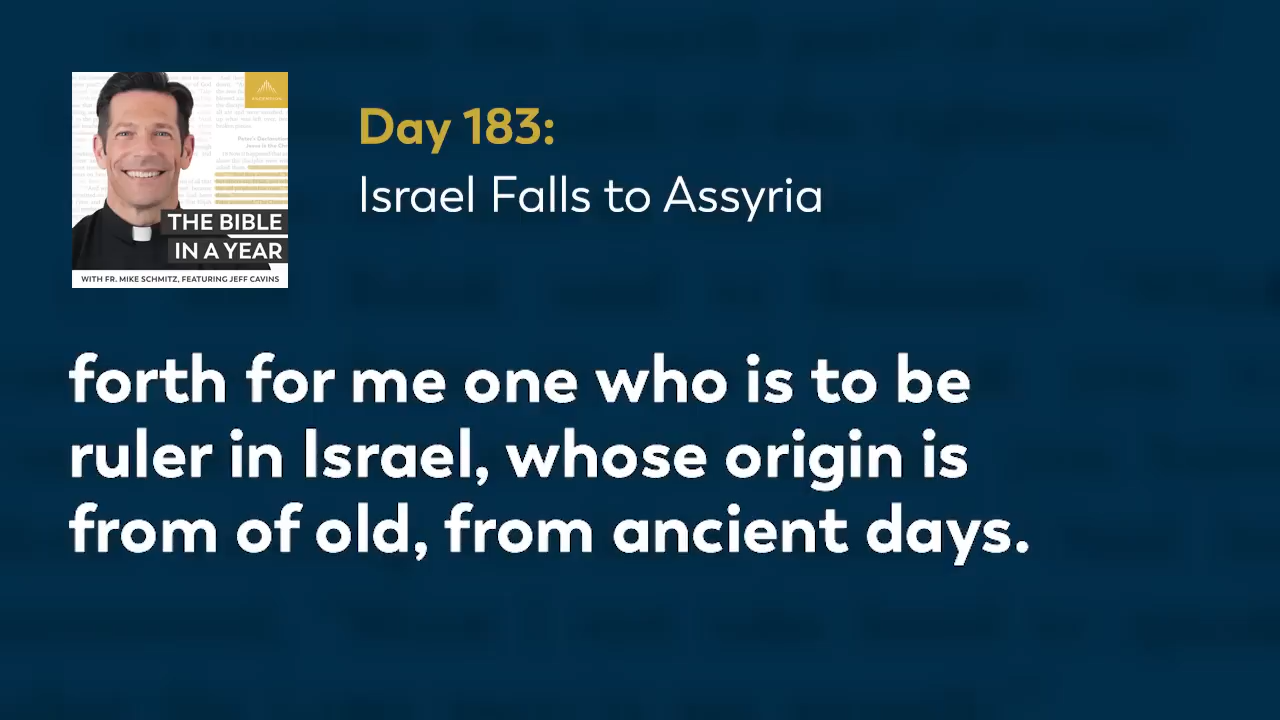 THE BIBLE
IN A YEAR
WITH FR. MIKE SCHMITZ, FEATURING JEFF CAVINS
Day 183:
Israel Falls to Assyria
forth for me one who is to be
ruler in Israel, whose origin is
from of old, from ancient days.